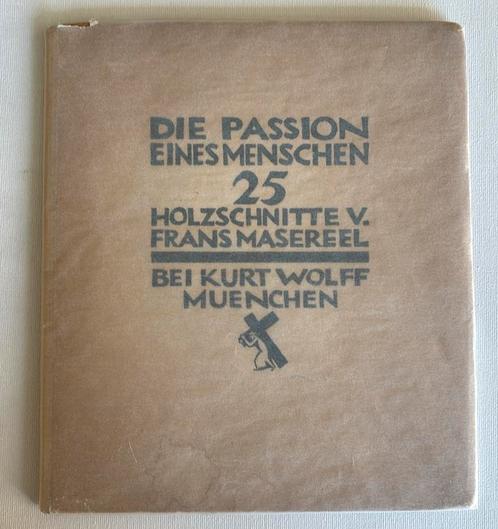 DIE PASSION
EINES MENSCHEN
25
HOLZSCHNITTE V.
FRANS MASEREEL
BEI KURT WOLFF
MUENCHEN